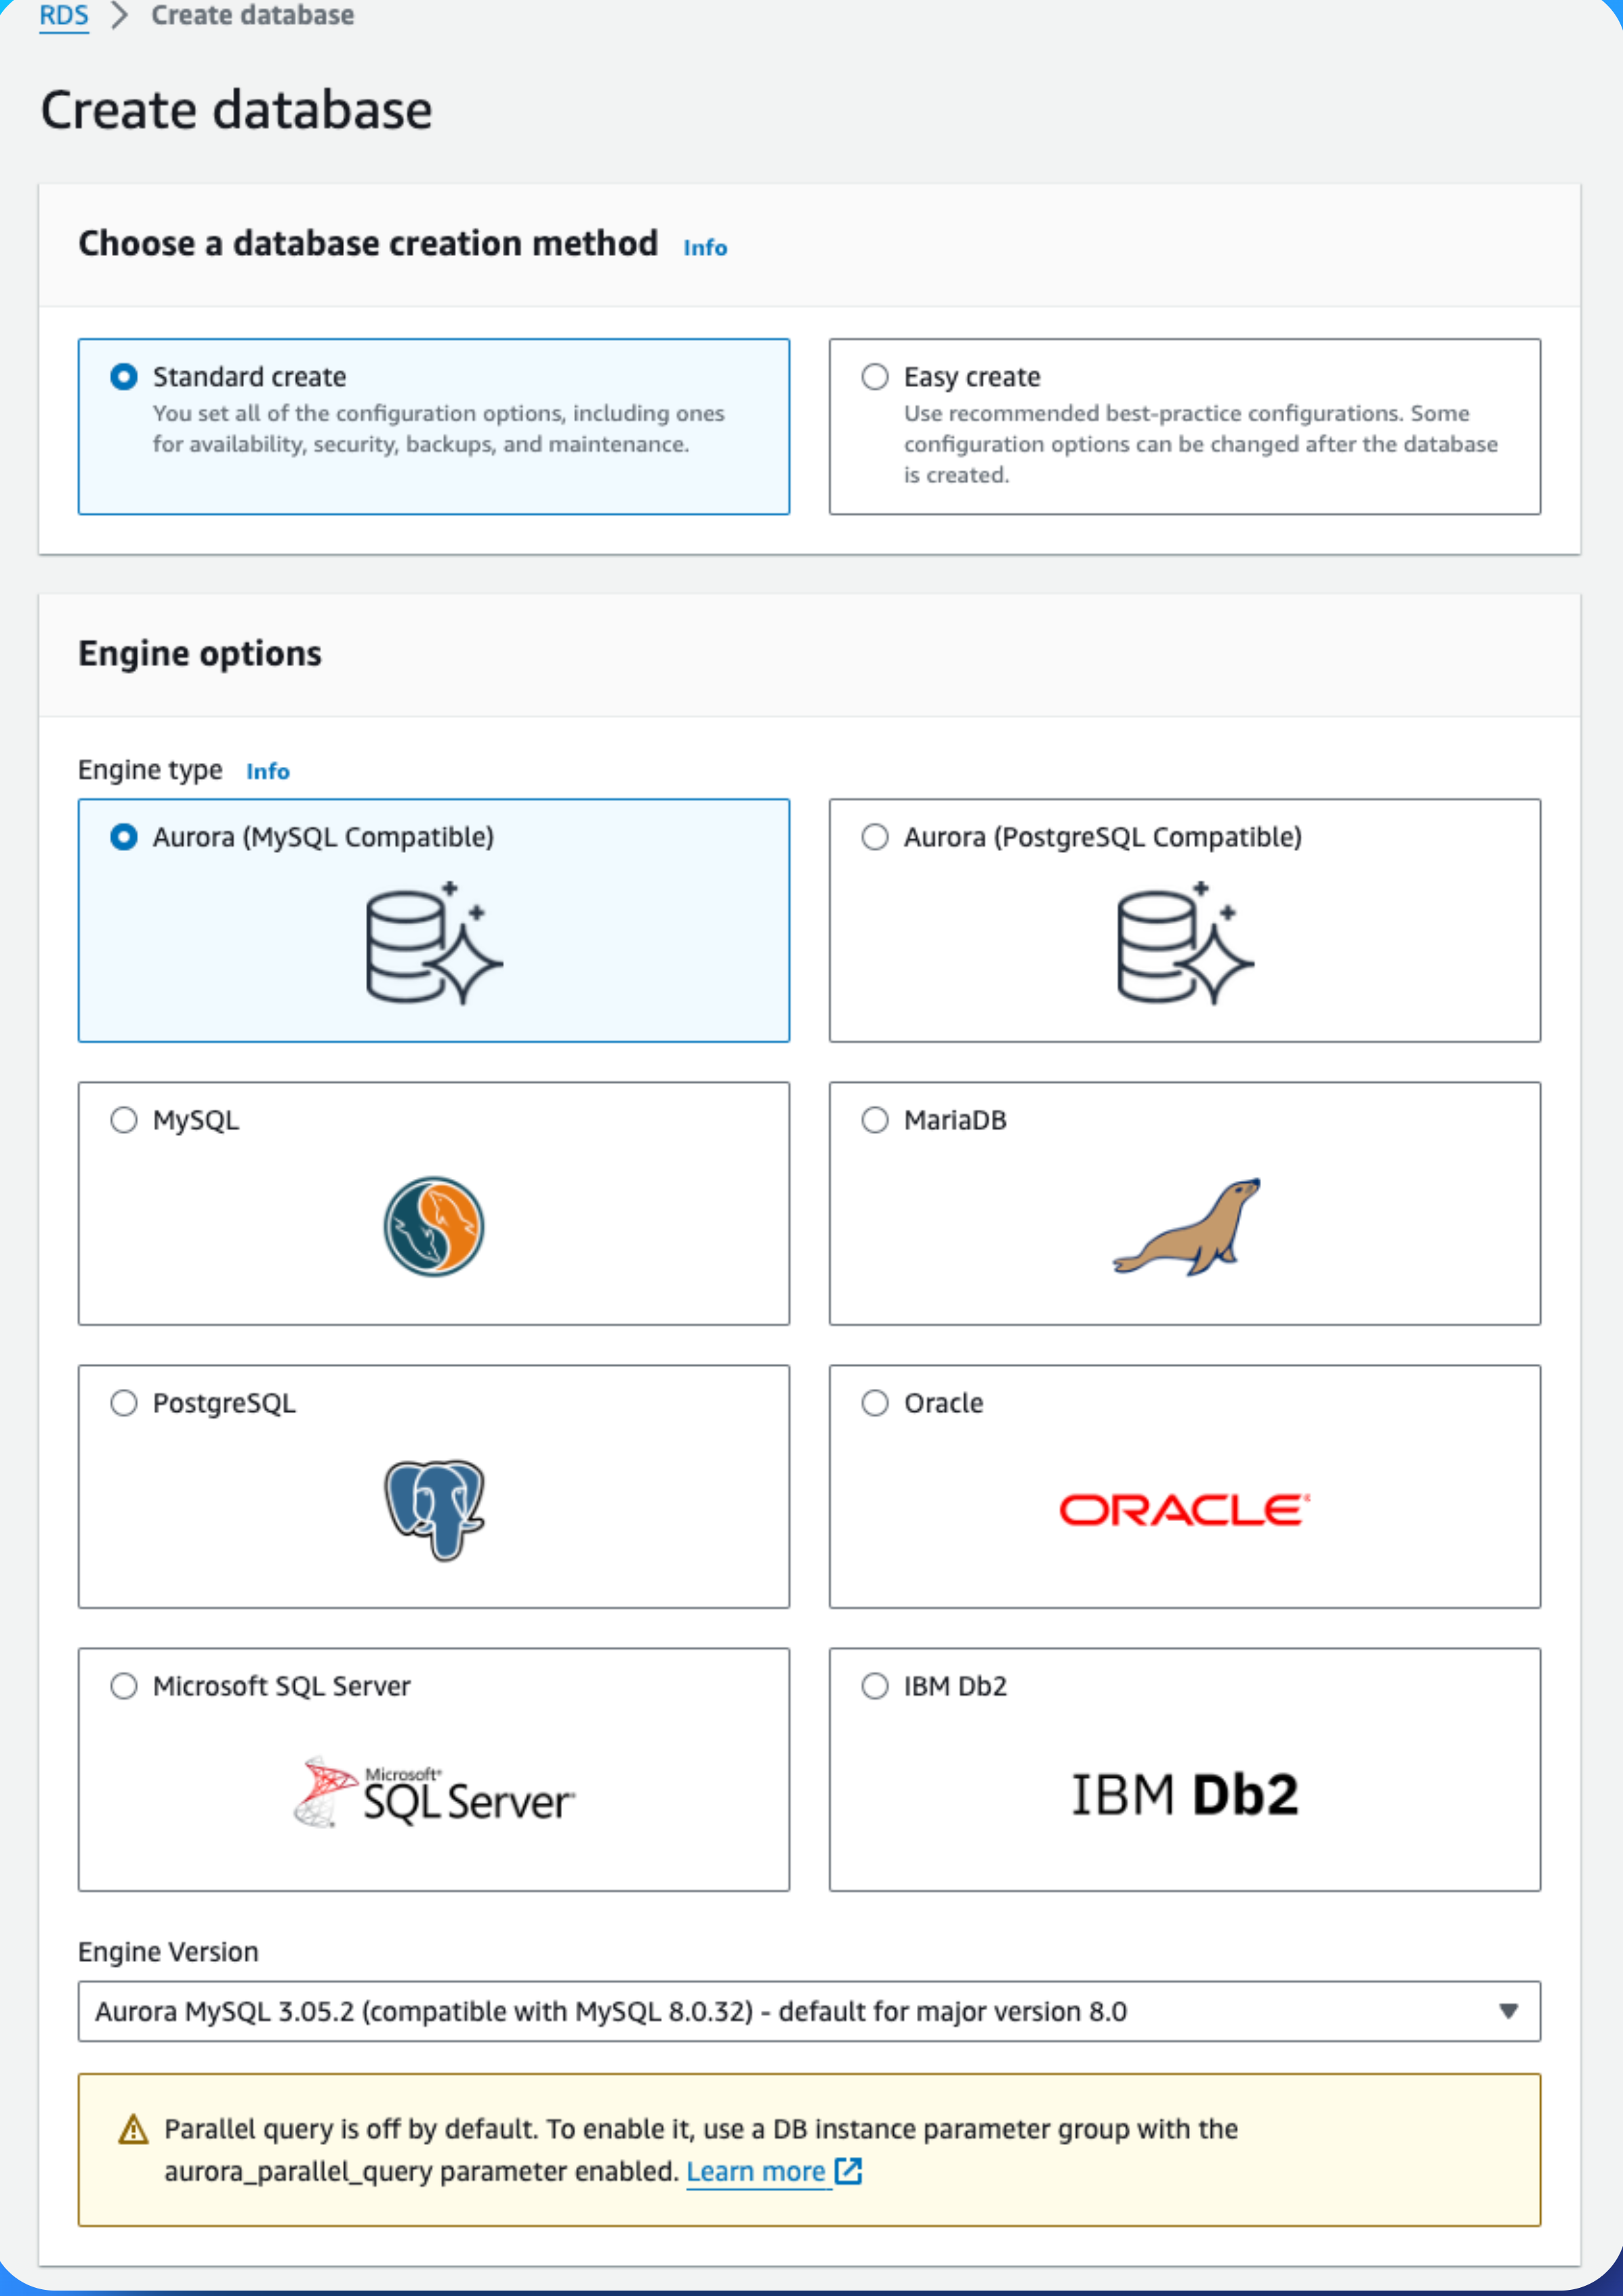 RDS > Create database
Create database
Choose a database creation method Info
Standard create
You set all of the configuration options, including ones
for availability, security, backups, and maintenance.
Easy create
Use recommended best-practice configurations. Some
configuration options can be changed after the database
is created.
Engine options
Engine type Info
Aurora (MySQL Compatible)
Aurora (PostgreSQL Compatible)
MySQL
MariaDB
PostgreSQL
Oracle
ORACLE
Microsoft SQL Server
Microsoft
SQL Server
IBM Db2
IBM Db2
Engine Version
Aurora MySQL 3.05.2 (compatible with MySQL 8.0.32) - default for major version 8.0
Parallel query is off by default. To enable it, use a DB instance parameter group with the
aurora_parallel_query parameter enabled. Learn more